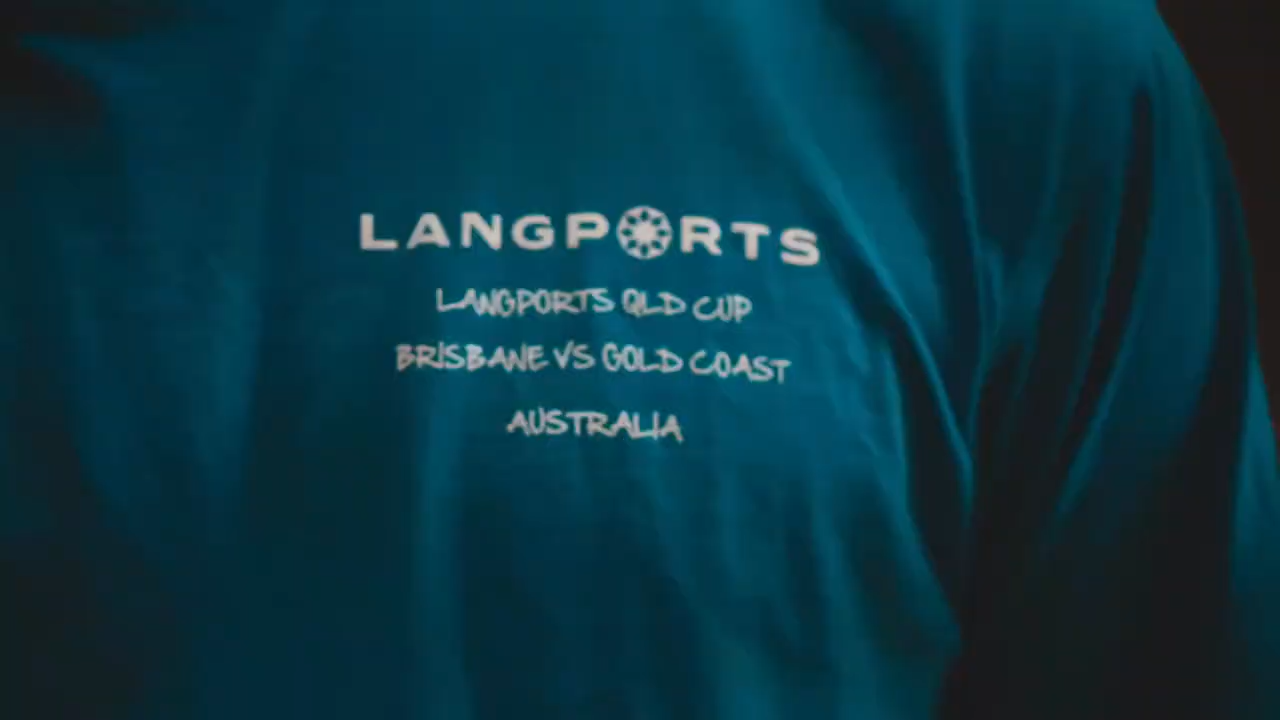 LANGPORTS
LANGPORTS QLD CUP
BRISBANE VS GOLD COAST
AUSTRALIA